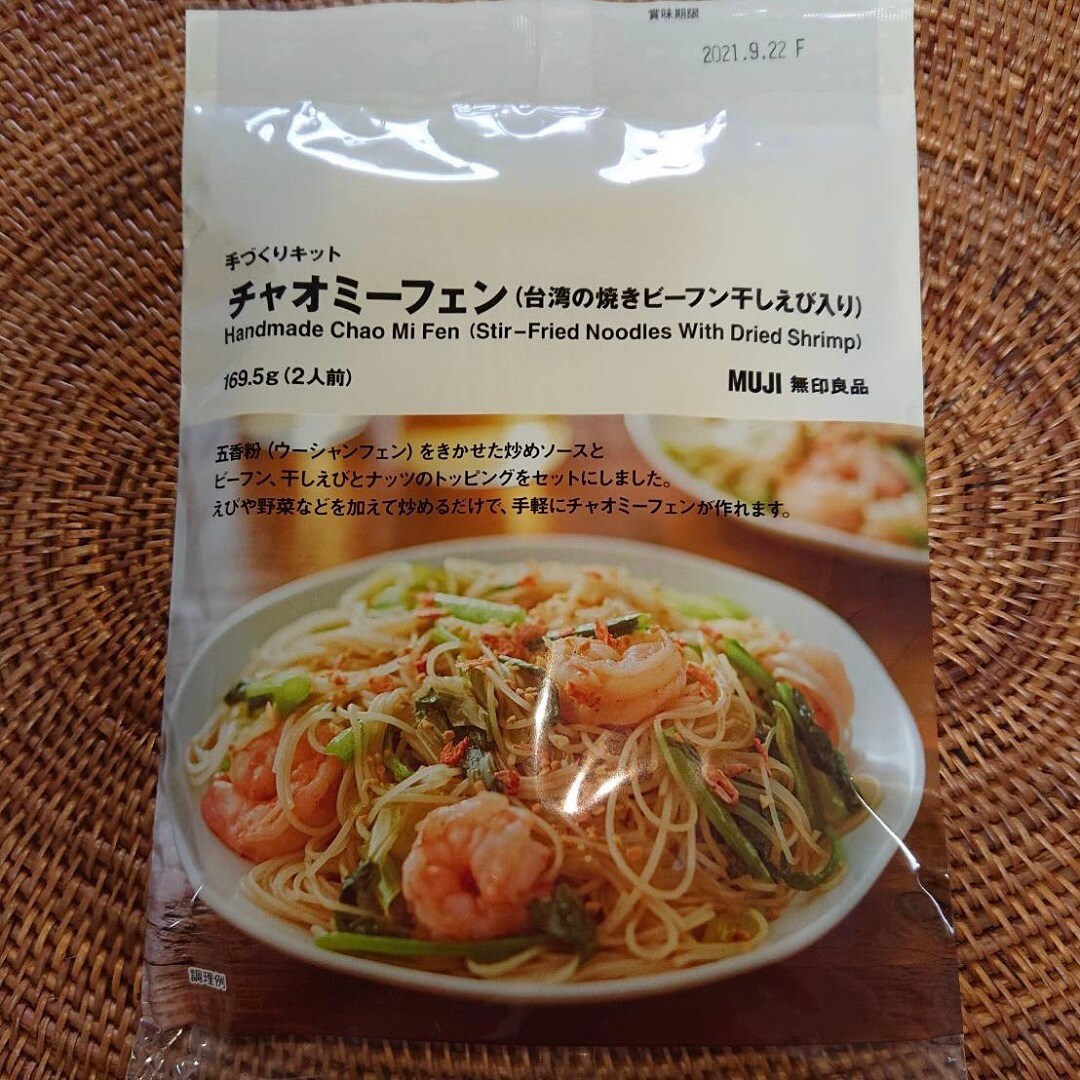 賞味期限
2021.9.22 F
手づくりキット
チャオミーフェン(台湾の焼きビーフン干しえび入り)
Handmade Chao Mi Fen (Stir-Fried Noodles With Dried Shrimp)
169.5g(2人前)
MUJI 無印良品
五香粉(ウーシャンフェン)をきかせた炒めソースと
ビーフン、干しえびとナッツのトッピングをセットにしました。
えびや野菜などを加えて炒めるだけで、手軽にチャオミーフェンが作れます。
調理例